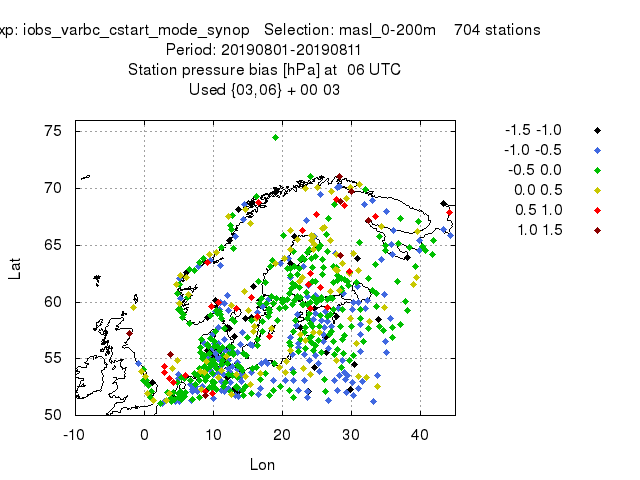 xp: iobs_varbc_cstart_mode_synop Selection: masl_0-200m 704 stations
Period: 20190801-20190811
Station pressure bias [hPa] at 06 UTC
Used {03,06} + 00 03
75
70
65
60
55
50
-10 0 10 20 30 40
Lat
Lon
-1.5 -1.0
-1.0 -0.5
-0.5 0.0
0.0 0.5
0.5 1.0
1.0 1.5